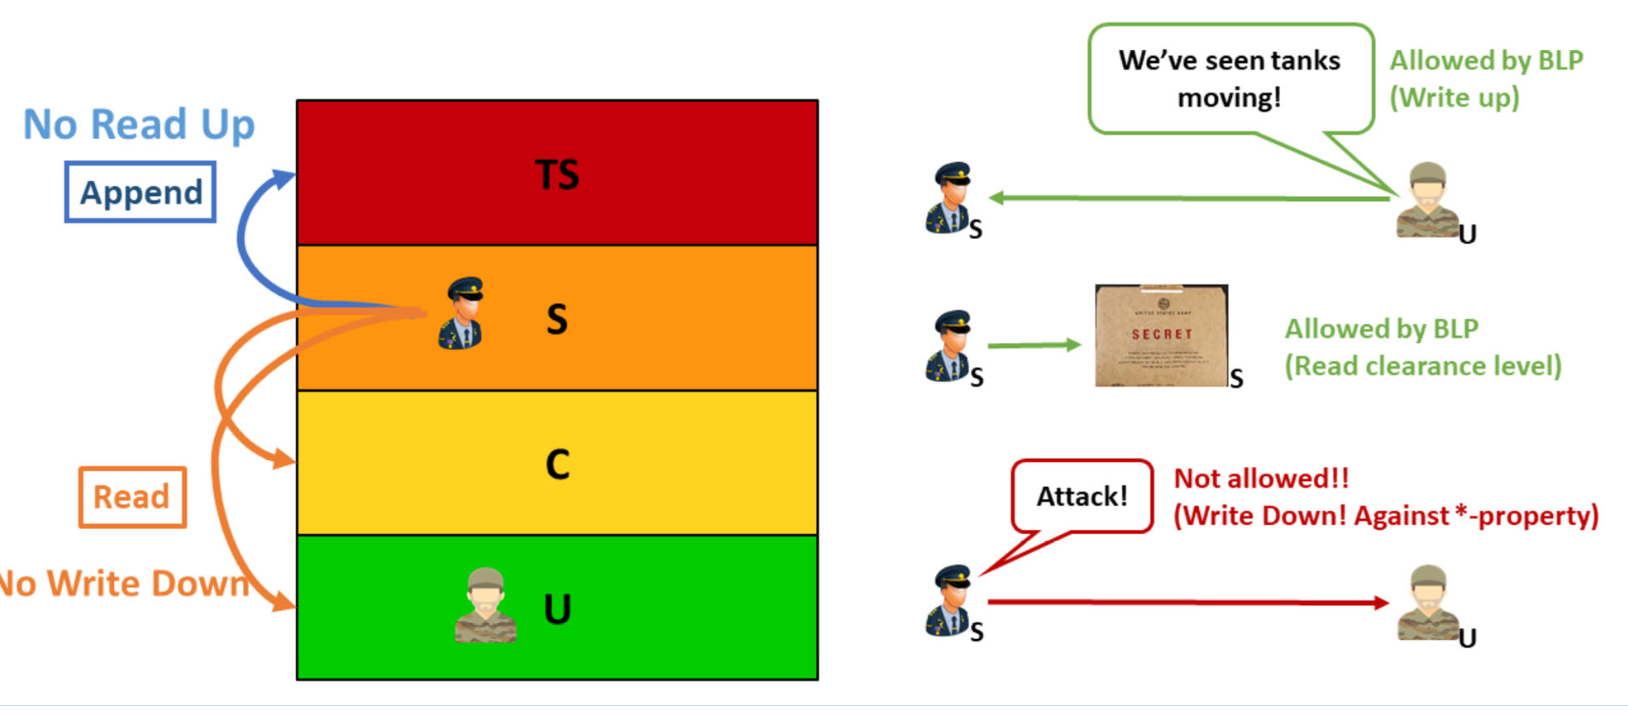 No Read Up
Append
TS
S
C
Read
No Write Down
U
We've seen tanks
moving!
Allowed by BLP
(Write up)
S
U
SECRET
S
S
Allowed by BLP
(Read clearance level)
Attack!
Not allowed!!
(Write Down! Against *-property)
S
U